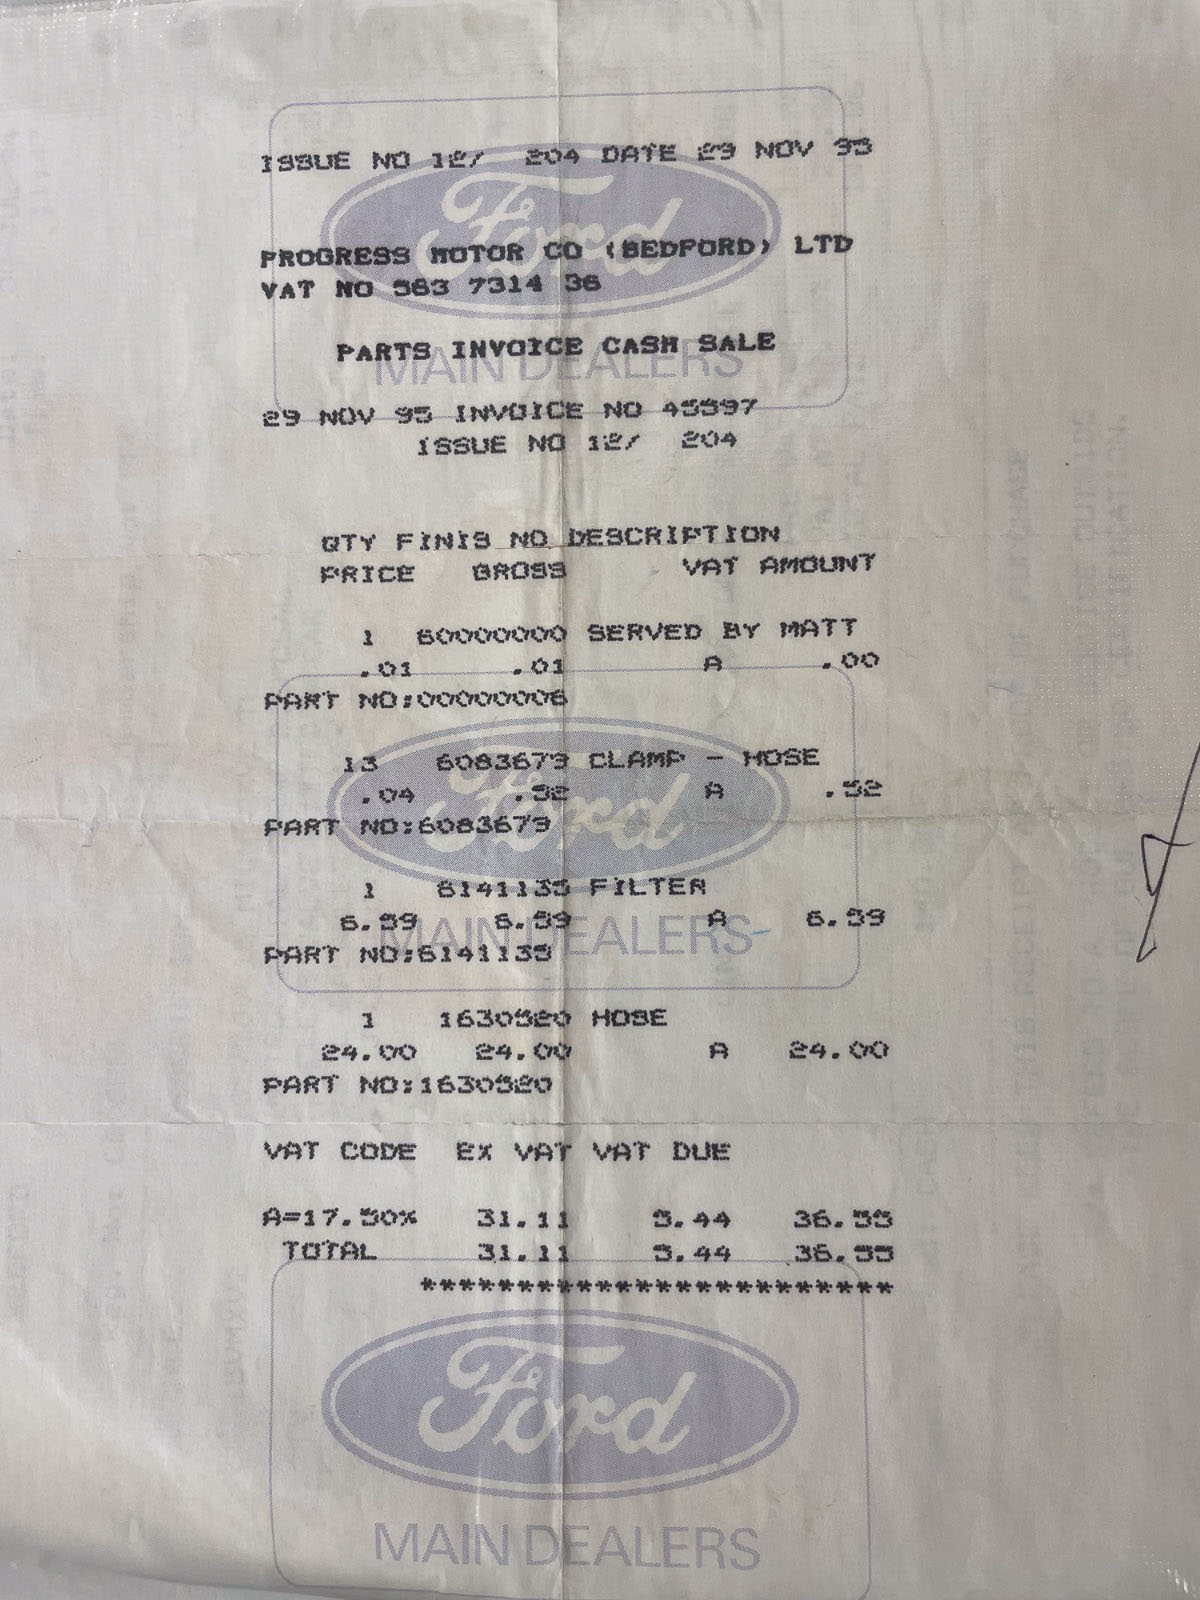 ISSUE NO 12/ 204 DATE 29 NOV 95
Ford
PROGRESS MOTOR CO (BEDFORD) LTD
VAT NO 583 7314 36
PARTS INVOICE CASH SALE
MAIN DEALERS
29 NOV 95 INVOICE NO 45597
ISSUE NO 12/ 204
QTY FINIS NO DESCRIPTION
PRICE GROSS VAT AMOUNT
1 60000000 SERVED BY MATT
.01 .01 A .00
PART NO:00000006
13 6083679 CLAMP - HOSE
.04 .52 A .52
Ford
PART NO:6083679
1 6141135 FILTER
6.59 6.59 A 6.59
MAIN DEALERS
PART NO:6141135
1 1630520 HOSE
24.00 24.00 A 24.00
PART NO:1630520
VAT CODE EX VAT VAT DUE
A=17.50% 31.11 5.44 36.55
TOTAL 31.11 5.44 36.55
*************************
Ford
MAIN DEALERS